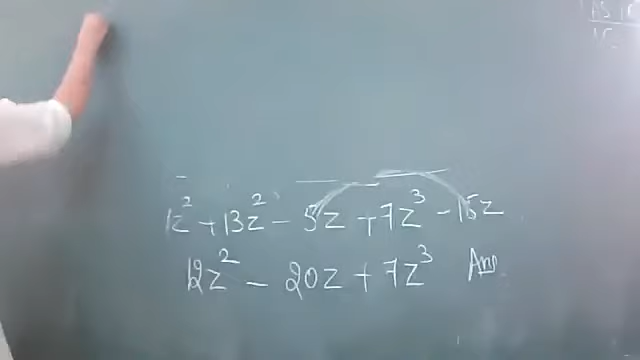 z² + 13z² - 5z + 7z³ - 15z
12z² - 20z + 7z³ Ans